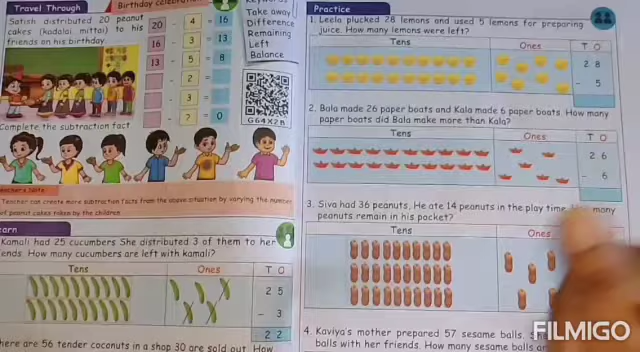 Travel Through
Birthday
Satish distributed 20 peanut
cakes (kadalai mittai) to his
friends on his birthday
20 - 4 = 16
16 - 3 = 13
13 - 5 = 8
- 2 =
- 3 =
- ? = 0
Take away
Difference
Remaining
Left
Balance
G64X2B
Complete the subtraction fact
Teacher can create more subtraction facts from the above situation by varying the number
of peanut cakes taken by the children
Kamali had 25 cucumbers She distributed 3 of them to her
How many cucumbers are left with kamali?
Tens Ones T O
2 5
- 3
2 2
here are 56 tender coconuts in a shop 30 are sold out. How
Practice
1. Leela plucked 28 lemons and used 5 lemons for preparing
juice. How many lemons were left?
Tens Ones T O
2 8
- 5
2. Bala made 26 paper boats and Kala made 6 paper boats. How many
paper boats did Bala make more than Kala?
Tens Ones T O
2 6
- 6
3. Siva had 36 peanuts. He ate 14 peanuts in the play time. many
peanuts remain in his pocket?
Tens Ones
4. Kaviya's mother prepared 57 sesame balls.
balls with her friends. How many sesame balls
FILMIGO